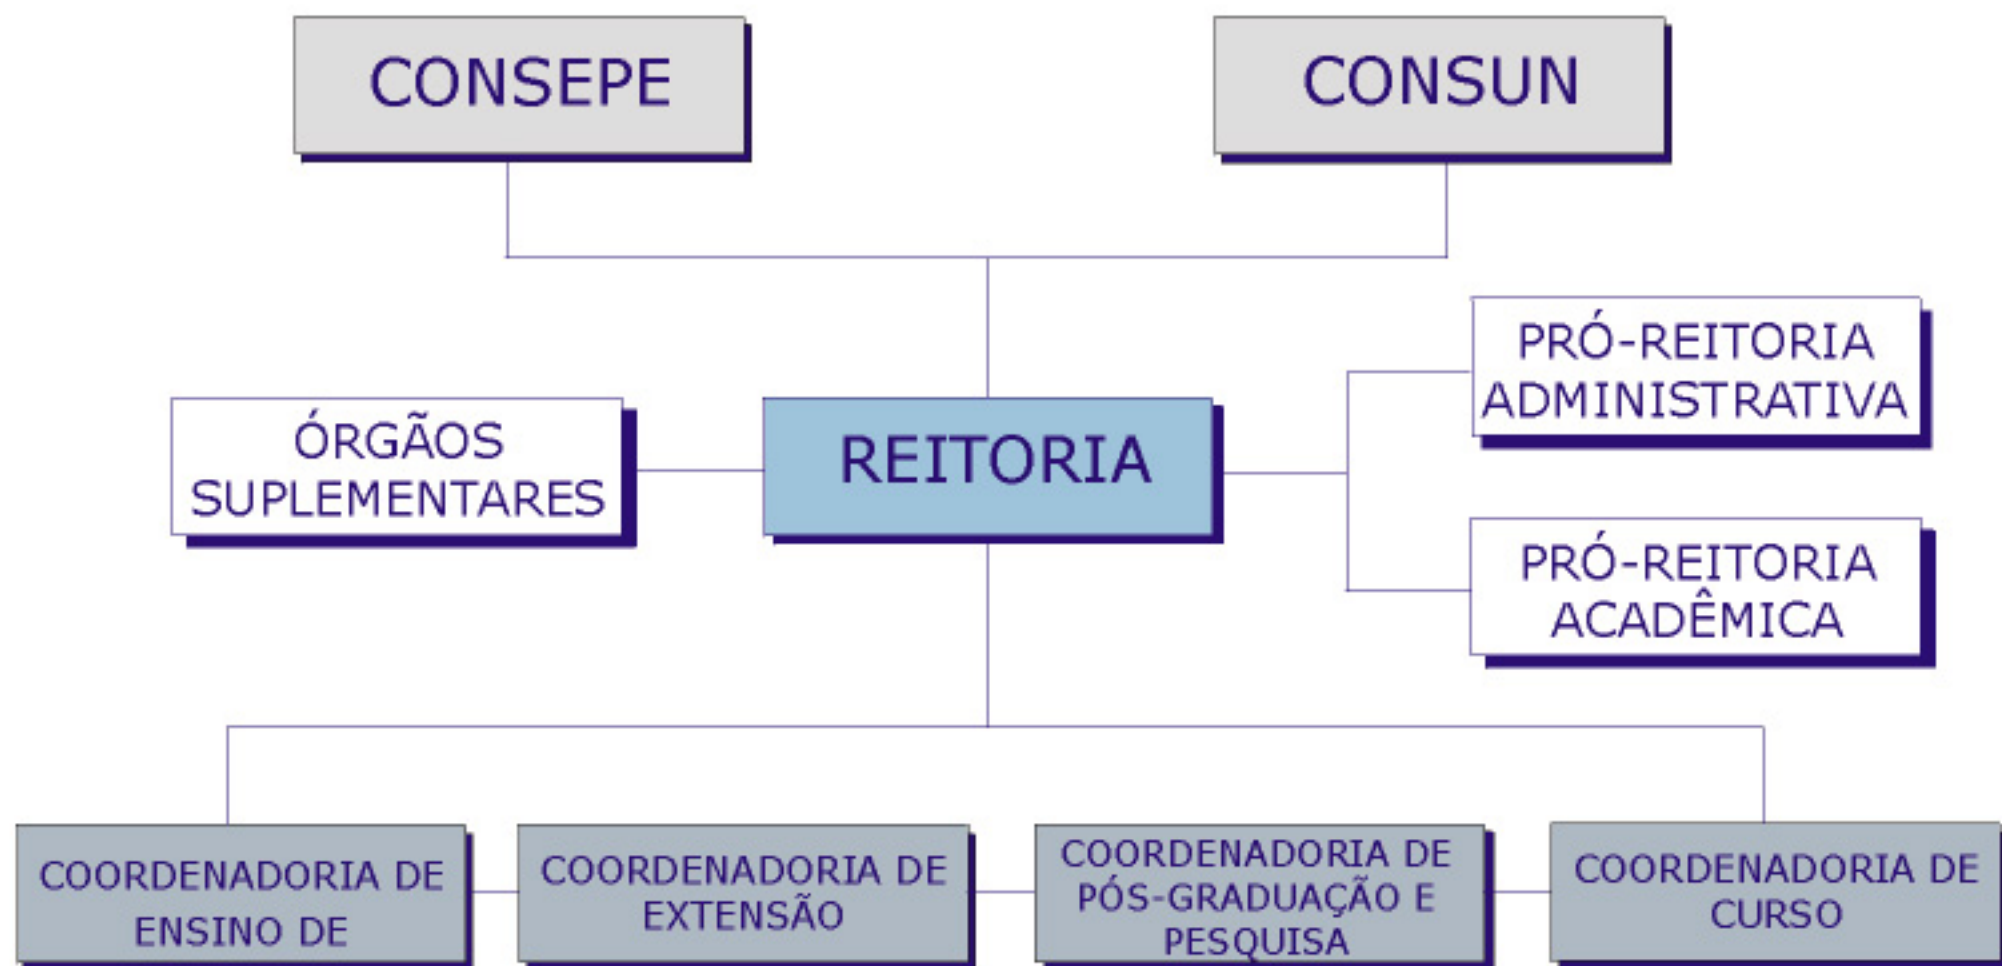 CONSEPE
CONSUN
PRÓ-REITORIA
ADMINISTRATIVA
ÓRGÃOS
SUPLEMENTARES
REITORIA
PRÓ-REITORIA
ACADÊMICA
COORDENADORIA DE
ENSINO DE
COORDENADORIA DE
EXTENSÃO
COORDENADORIA DE
PÓS-GRADUAÇÃO E
PESQUISA
COORDENADORIA DE
CURSO